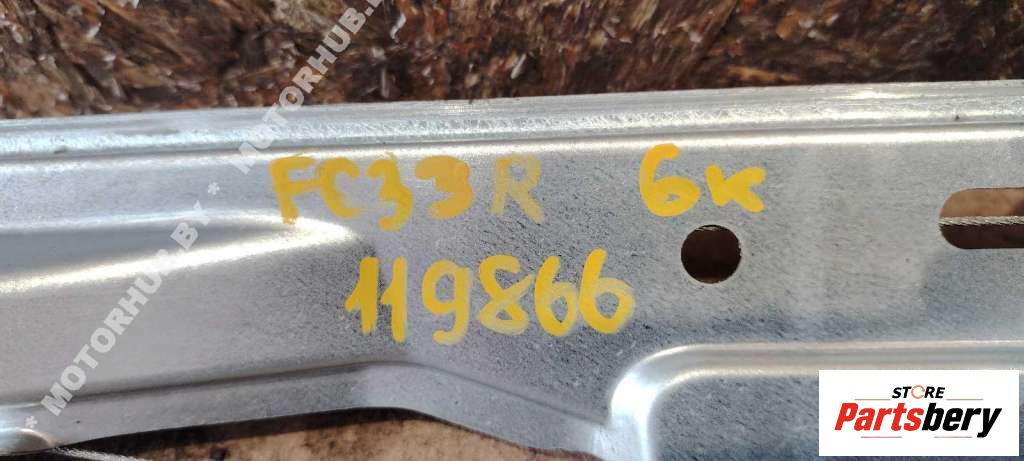 * MOTORHUB.BY * MOTORHUB.BY
FC33R 6к
119866
STORE
Partsbery